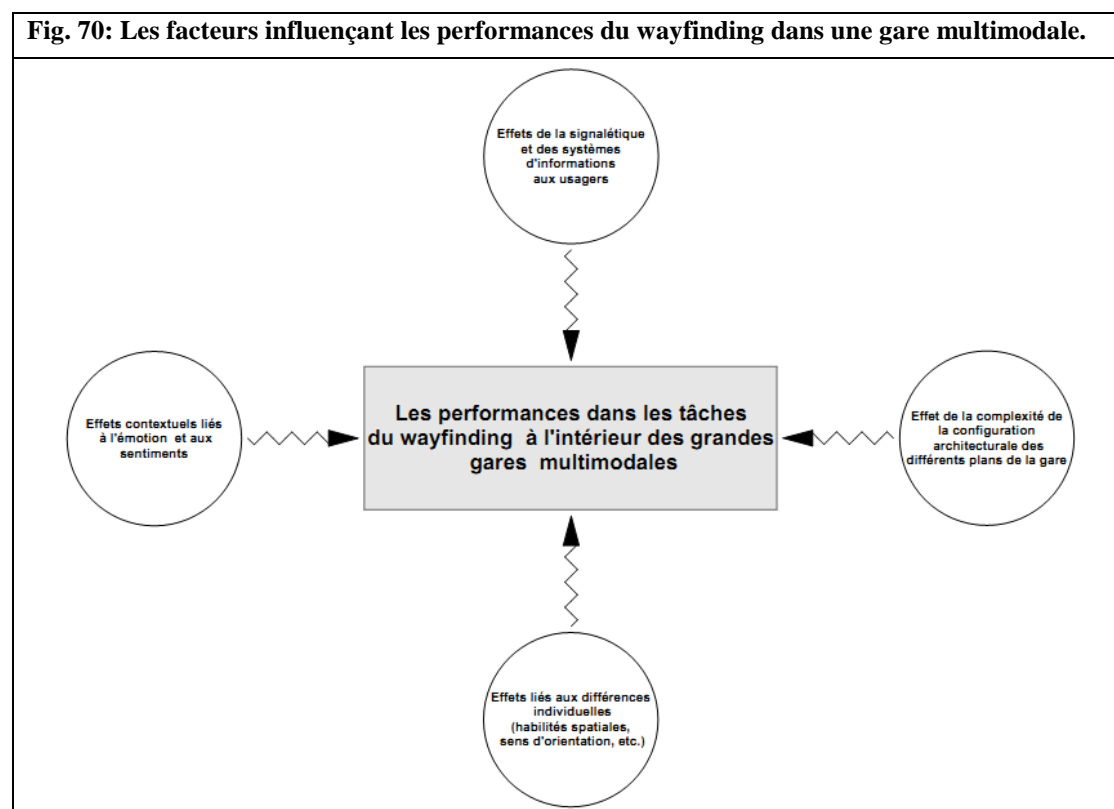 Fig. 70: Les facteurs influençant les performances du wayfinding dans une gare multimodale.
Effets de la signalétique
et des systèmes
d'informations
aux usagers
Effets contextuels liés
à l'émotion et aux
sentiments
Les performances dans les tâches
du wayfinding à l'intérieur des grandes
gares multimodales
Effet de la complexité de
la configuration
architecturale des
différents plans de la gare
Effets liés aux différences
individuelles
(habilités spatiales,
sens d'orientation, etc.)